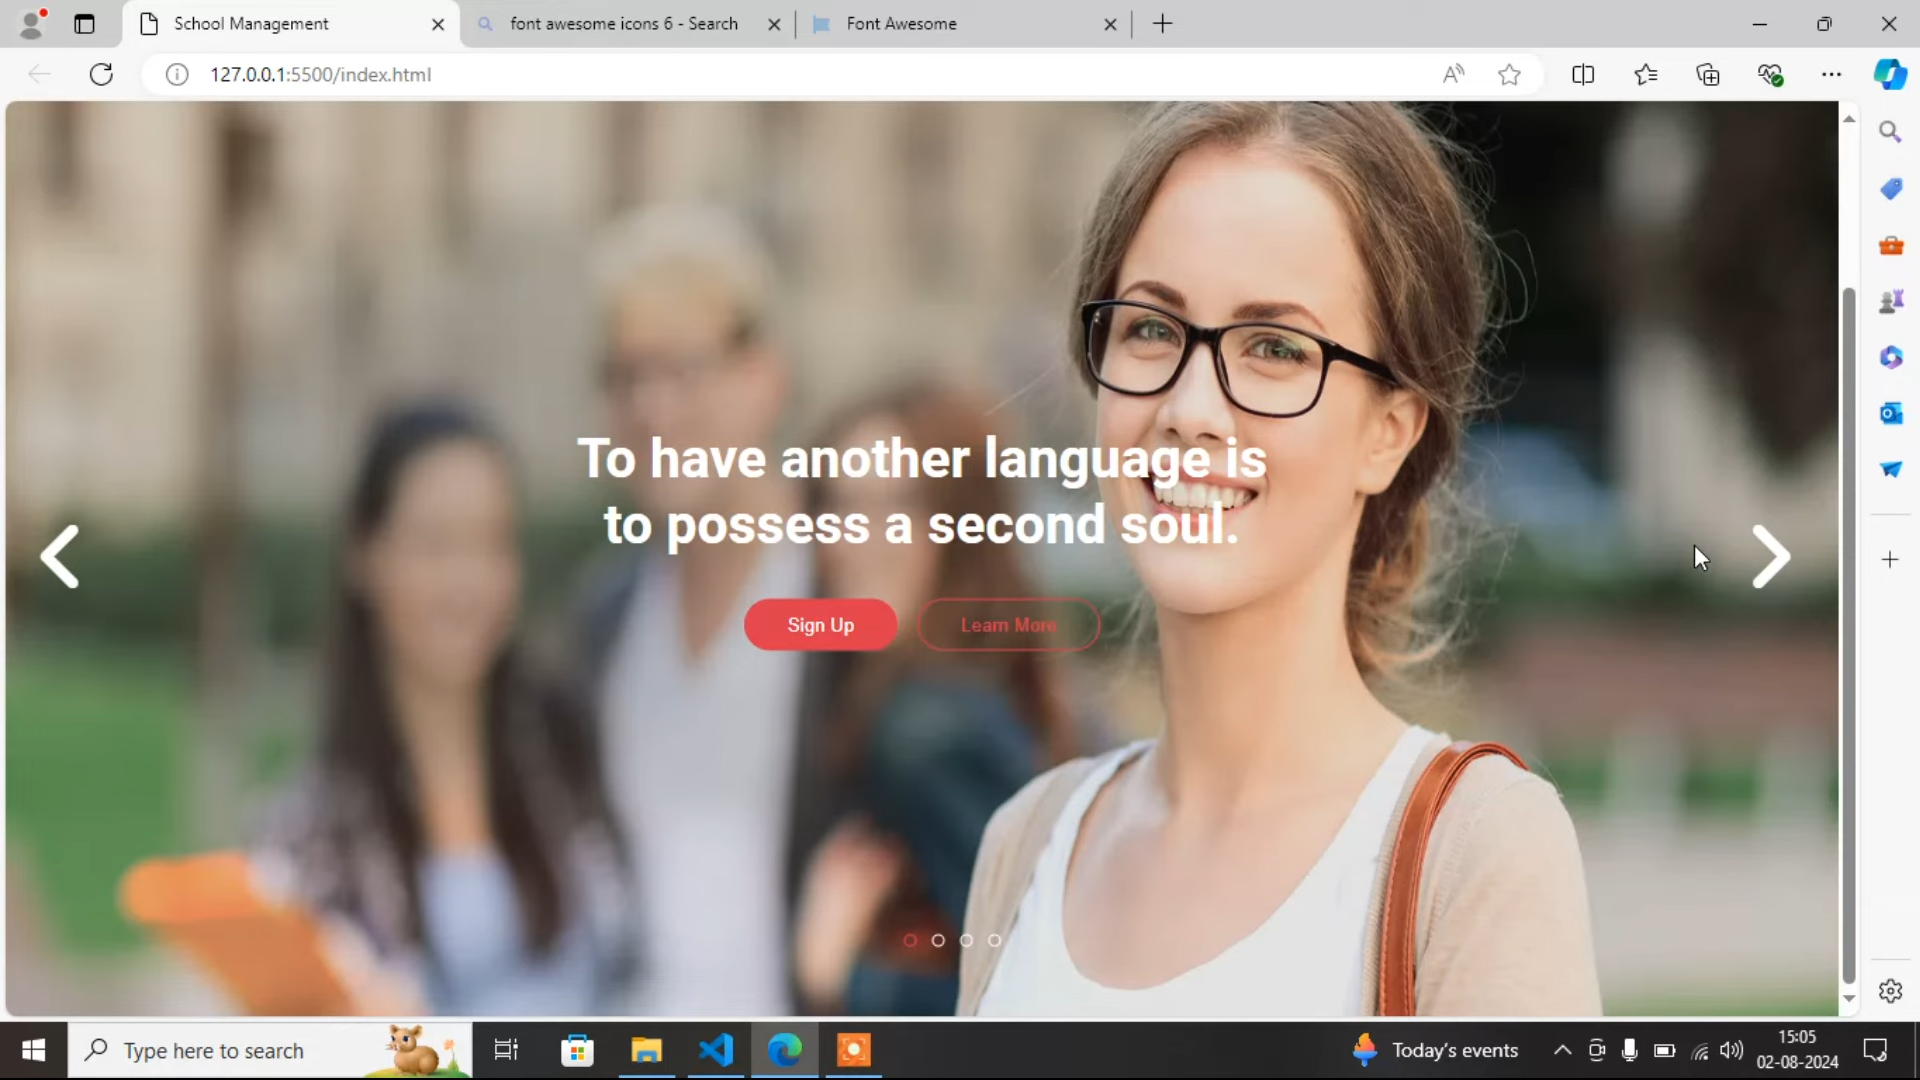 School Management
font awesome icons 6 - Search
Font Awesome
127.0.0.1:5500/index.html
To have another language is
to possess a second soul.
Sign Up
Learn More
Type here to search
Today's events
15:05
02-08-2024